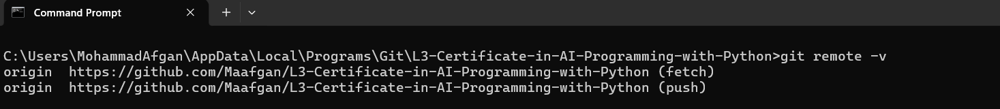 Command Prompt
C:\Users\MohammadAfgan\AppData\Local\Programs\Git\L3-Certificate-in-AI-Programming-with-Python>git remote -v
origin  https://github.com/Maafgan/L3-Certificate-in-AI-Programming-with-Python (fetch)
origin  https://github.com/Maafgan/L3-Certificate-in-AI-Programming-with-Python (push)